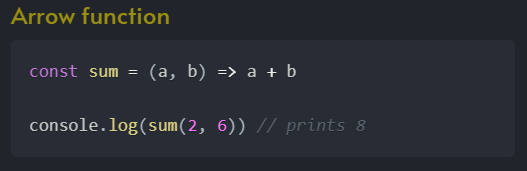 Arrow function
const sum = (a, b) => a + b
console.log(sum(2, 6)) // prints 8